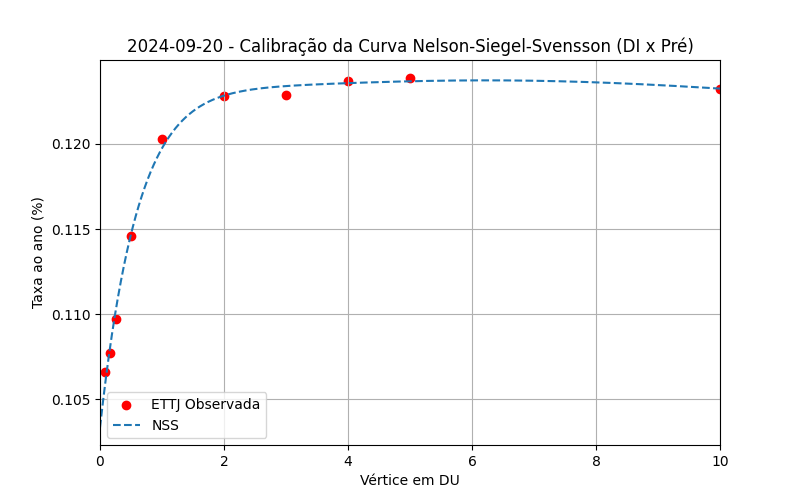 2024-09-20 - Calibração da Curva Nelson-Siegel-Svensson (DI x Pré)
Taxa ao ano (%)
0.120
0.115
0.110
0.105
ETTJ Observada
NSS
0 2 4 6 8 10
Vértice em DU